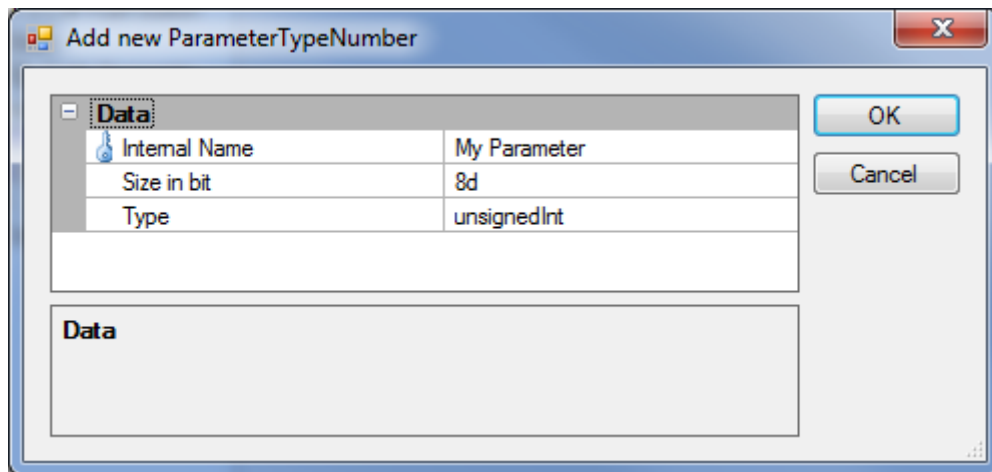 Add new ParameterTypeNumber
Data
Internal Name My Parameter
Size in bit 8d
Type unsignedInt
OK
Cancel
Data